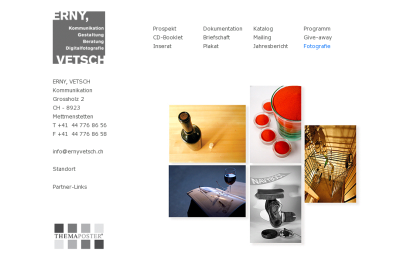 ERNY,
Kommunikation
Gestaltung
Beratung
Digitalfotografie
VETSCH
Prospekt
CD-Booklet
Inserat
Dokumentation
Briefschaft
Plakat
Katalog
Mailing
Jahresbericht
Programm
Give-away
Fotografie
ERNY, VETSCH
Kommunikation
Grossholz 2
CH - 8923
Mettmenstetten
T +41 44 776 86 56
F +41 44 776 86 58
info@ernyvetsch.ch
Standort
Partner-Links
THEMAPOSTER